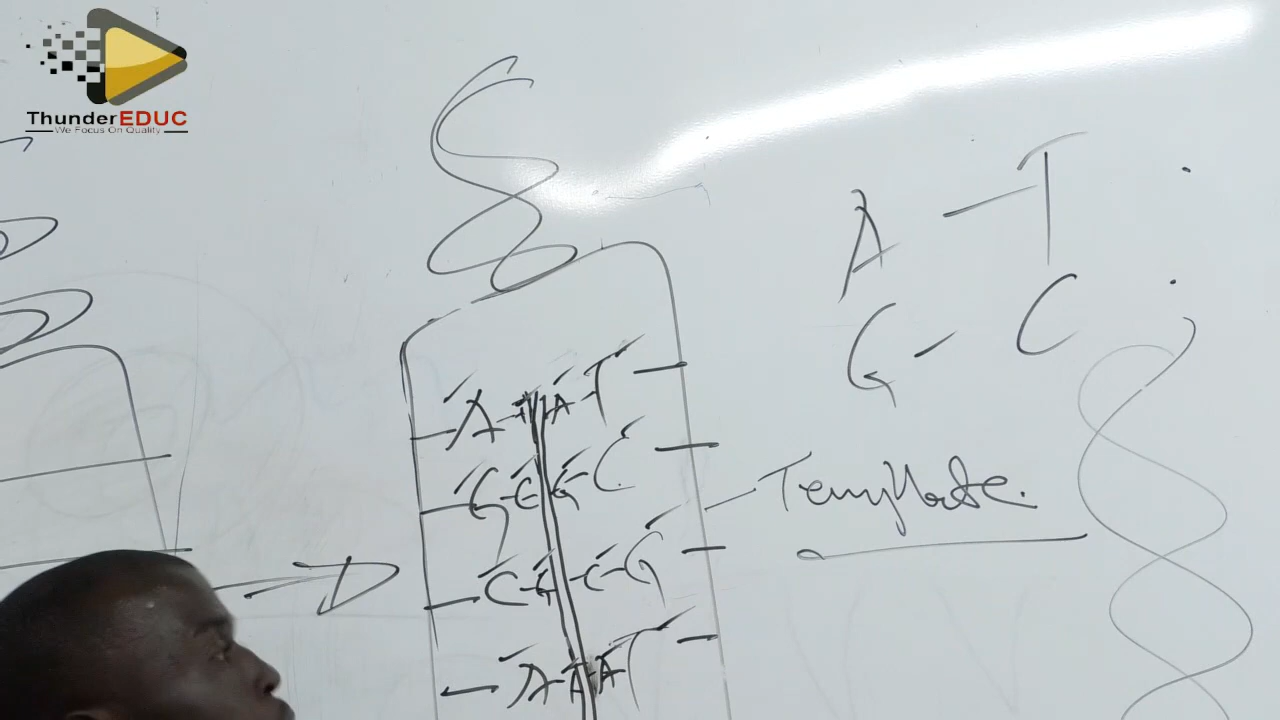 ThunderEDUC
We Focus On Quality
A - T
G - C
A - T A - T
G - C G - C
C - G C - G
A - A A T
Template.